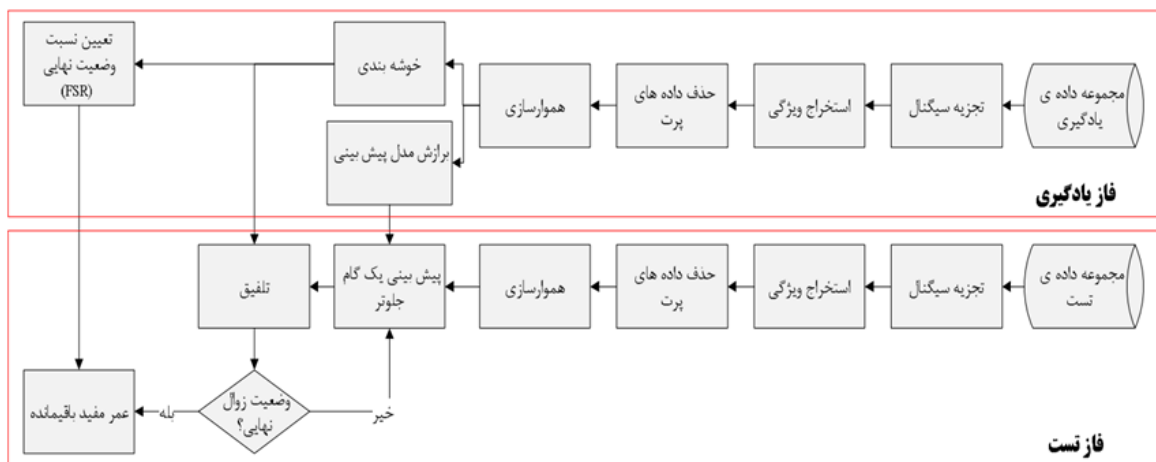 مجموعه داده ی
یادگیری
تجزیه سیگنال
استخراج ویژگی
حذف داده های
پرت
هموارسازی
خوشه بندی
برازش مدل پیش بینی
تعیین نسبت
وضعیت نهایی
(FSR)
فاز یادگیری
مجموعه داده ی
تست
تجزیه سیگنال
استخراج ویژگی
حذف داده های
پرت
هموارسازی
پیش بینی یک گام
جلوتر
تلفیق
وضعیت زوال
نهایی؟
خیر
بله
عمر مفید باقیمانده
فاز تست